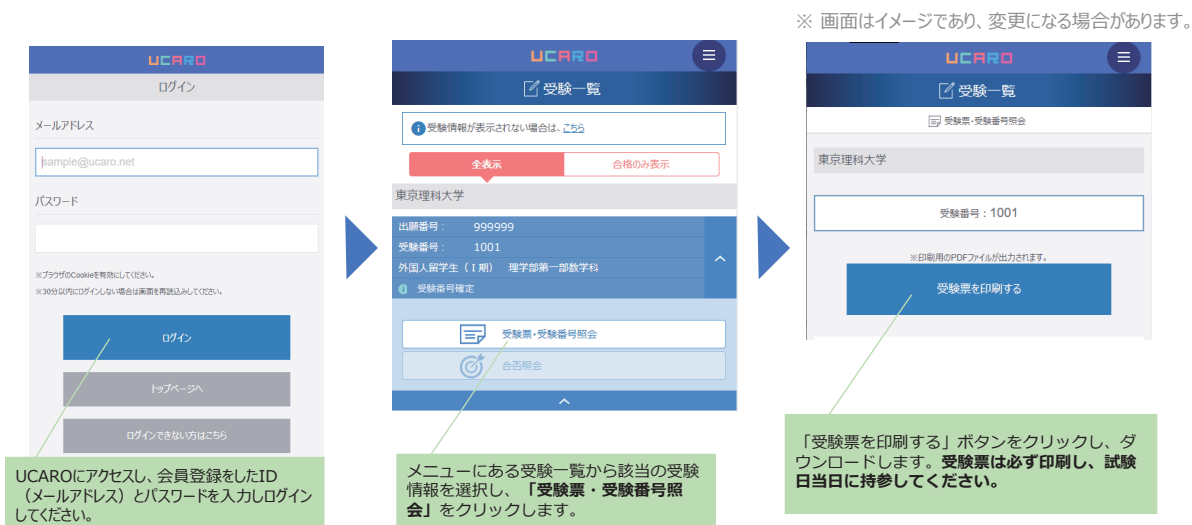 ※ 画面はイメージであり、変更になる場合があります。
UCARO
ログイン
メールアドレス
sample@ucaro.net
パスワード
※ブラウザのCookieを有効にしてください。
※30分以内にログインしない場合は画面を再読込みしてください。
ログイン
トップページへ
ログインできない方はこちら
UCAROにアクセスし、会員登録をしたID
（メールアドレス）とパスワードを入力しログイン
してください。
UCARO
受験一覧
受験情報が表示されない場合は、こちら
全表示
合格のみ表示
東京理科大学
出願番号： 999999
受験番号： 1001
外国人留学生（Ⅰ期） 理学部第一部数学科
受験番号確定
受験票・受験番号照会
合否照会
メニューにある受験一覧から該当の受験
情報を選択し、「受験票・受験番号照
会」をクリックします。
UCARO
受験一覧
受験票・受験番号照会
東京理科大学
受験番号：1001
※印刷用のPDFファイルが出力されます。
受験票を印刷する
「受験票を印刷する」ボタンをクリックし、ダ
ウンロードします。受験票は必ず印刷し、試験
日当日に持参してください。